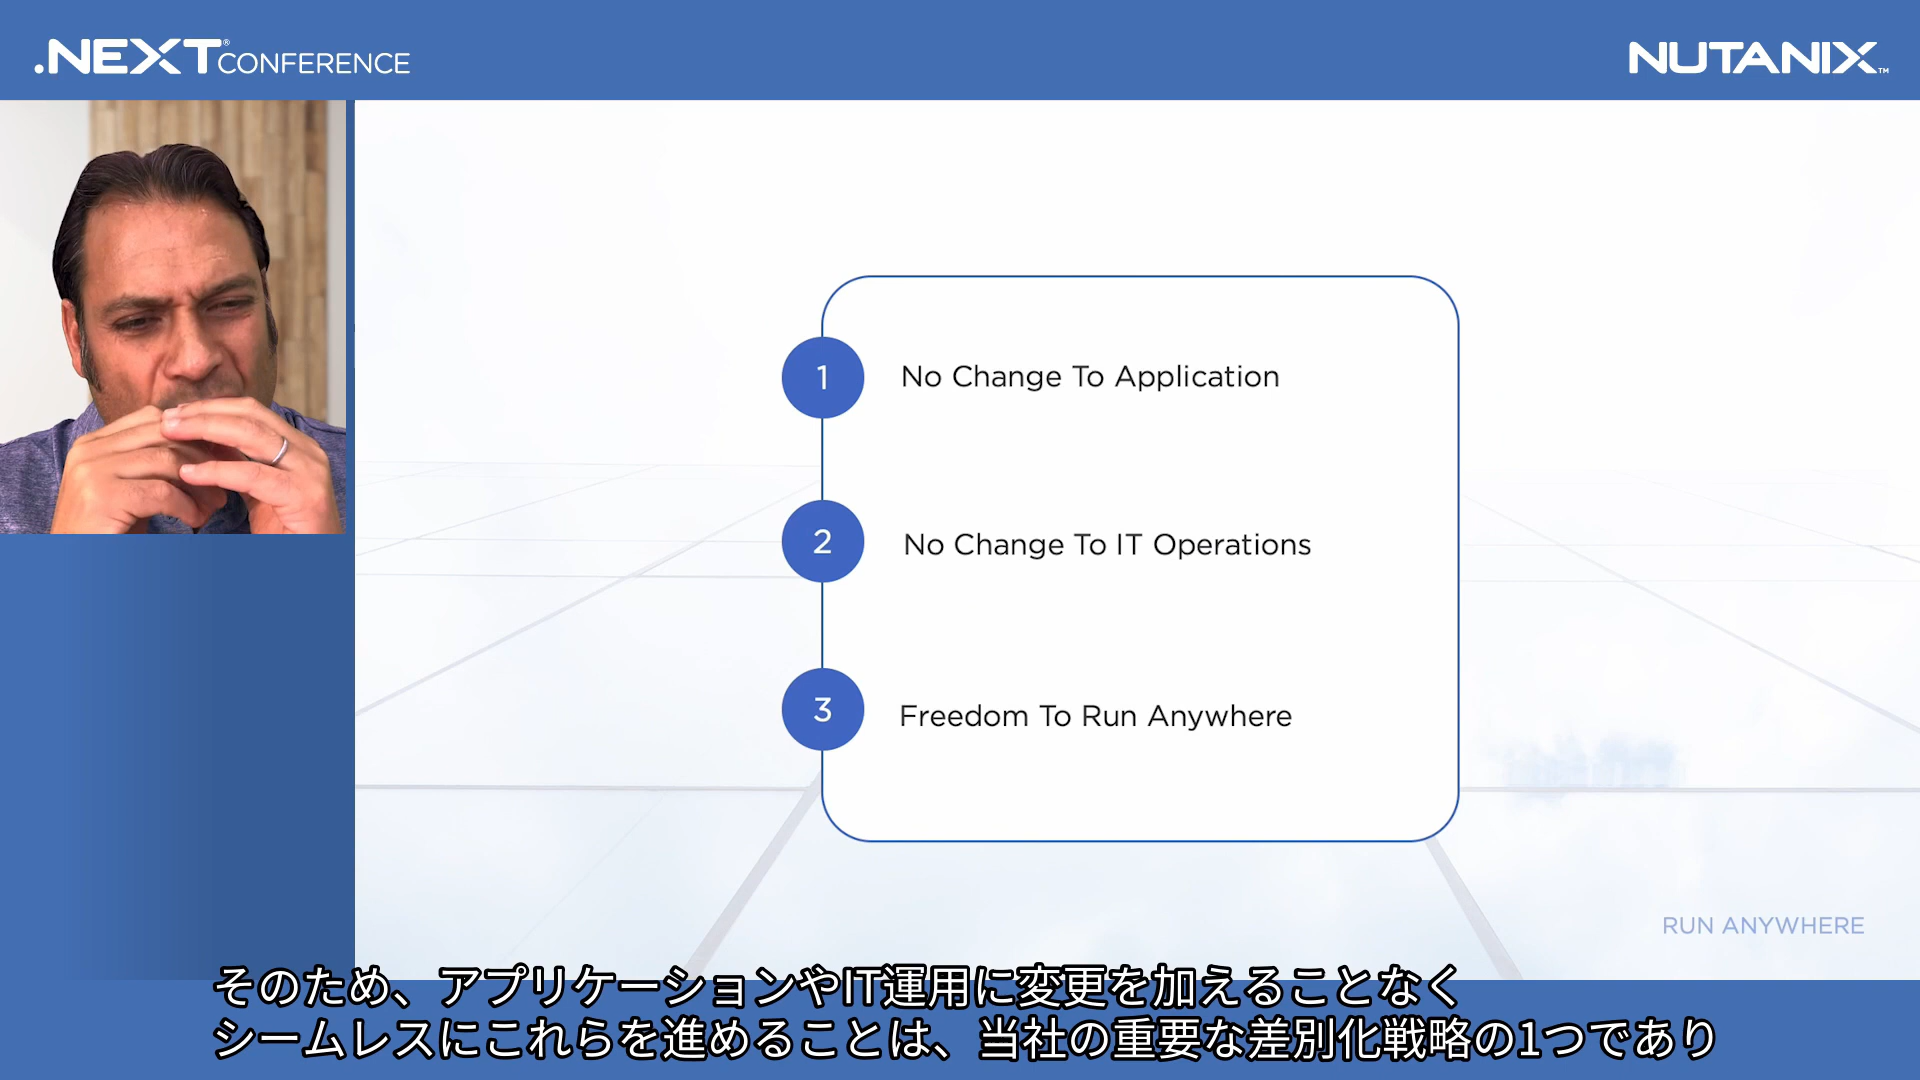 .NEXT® CONFERENCE
NUTANIX™
1 No Change To Application
2 No Change To IT Operations
3 Freedom To Run Anywhere
RUN ANYWHERE
そのため、アプリケーションやIT運用に変更を加えることなく
シームレスにこれらを進めることは、当社の重要な差別化戦略の1つであり